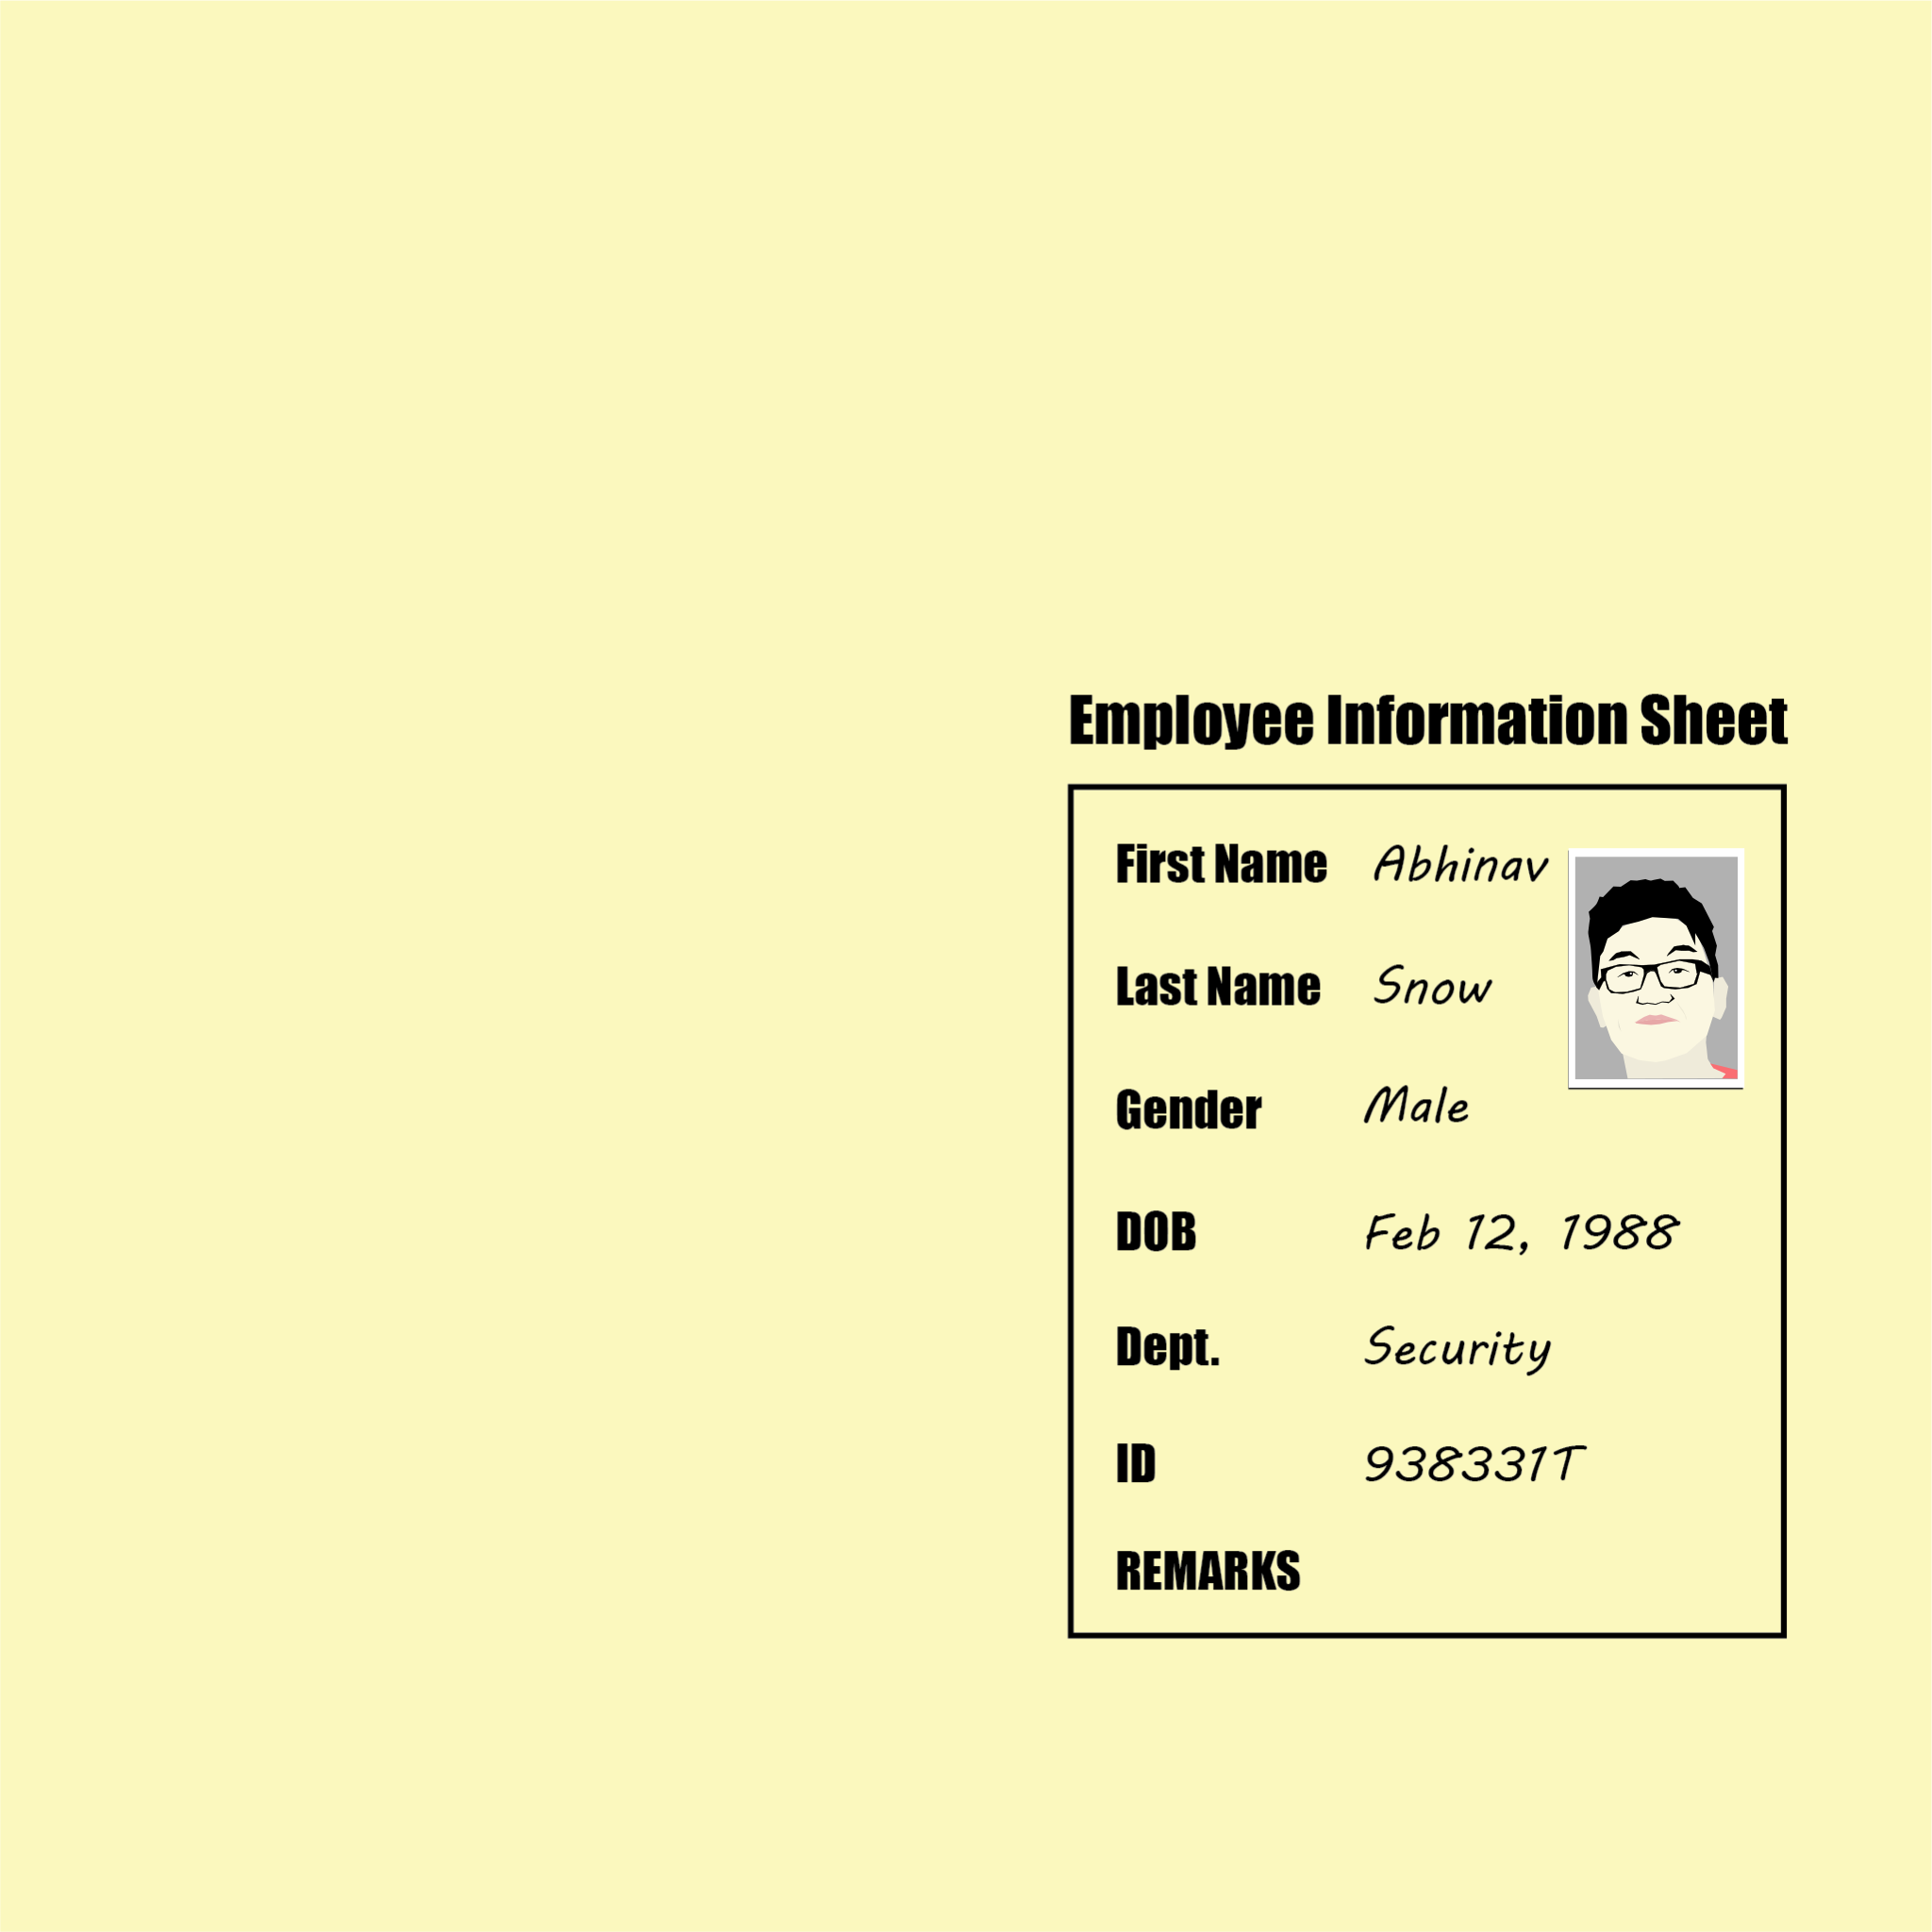 Employee Information Sheet
First Name Abhinav
Last Name Snow
Gender Male
DOB Feb 12, 1988
Dept. Security
ID 938331T
REMARKS